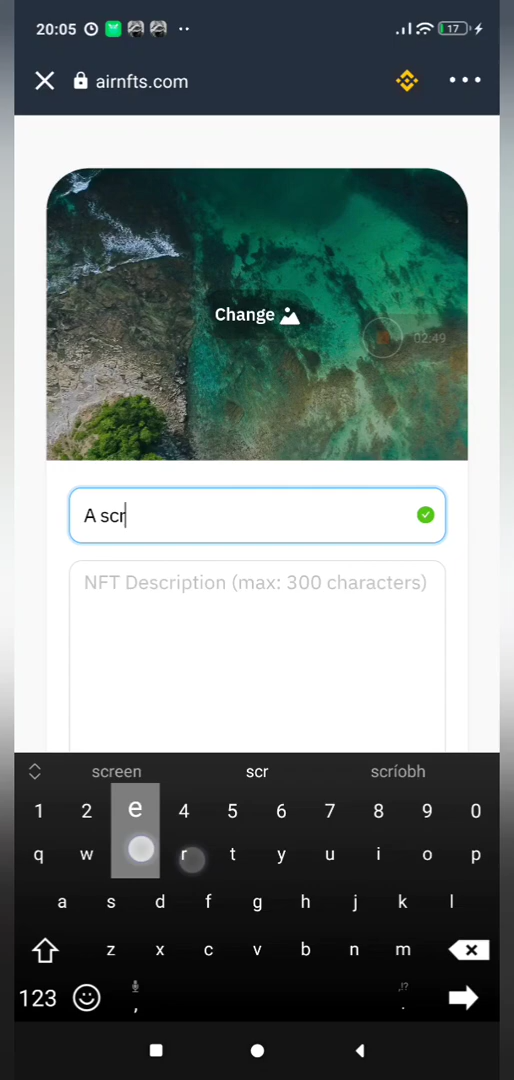 20:05 17
airnfts.com
Change
02:49
A scr
NFT Description (max: 300 characters)
screen scr scríobh
1 2 e 4 5 6 7 8 9 0
q w r t y u i o p
a s d f g h j k l
z x c v b n m
123 , .,!?